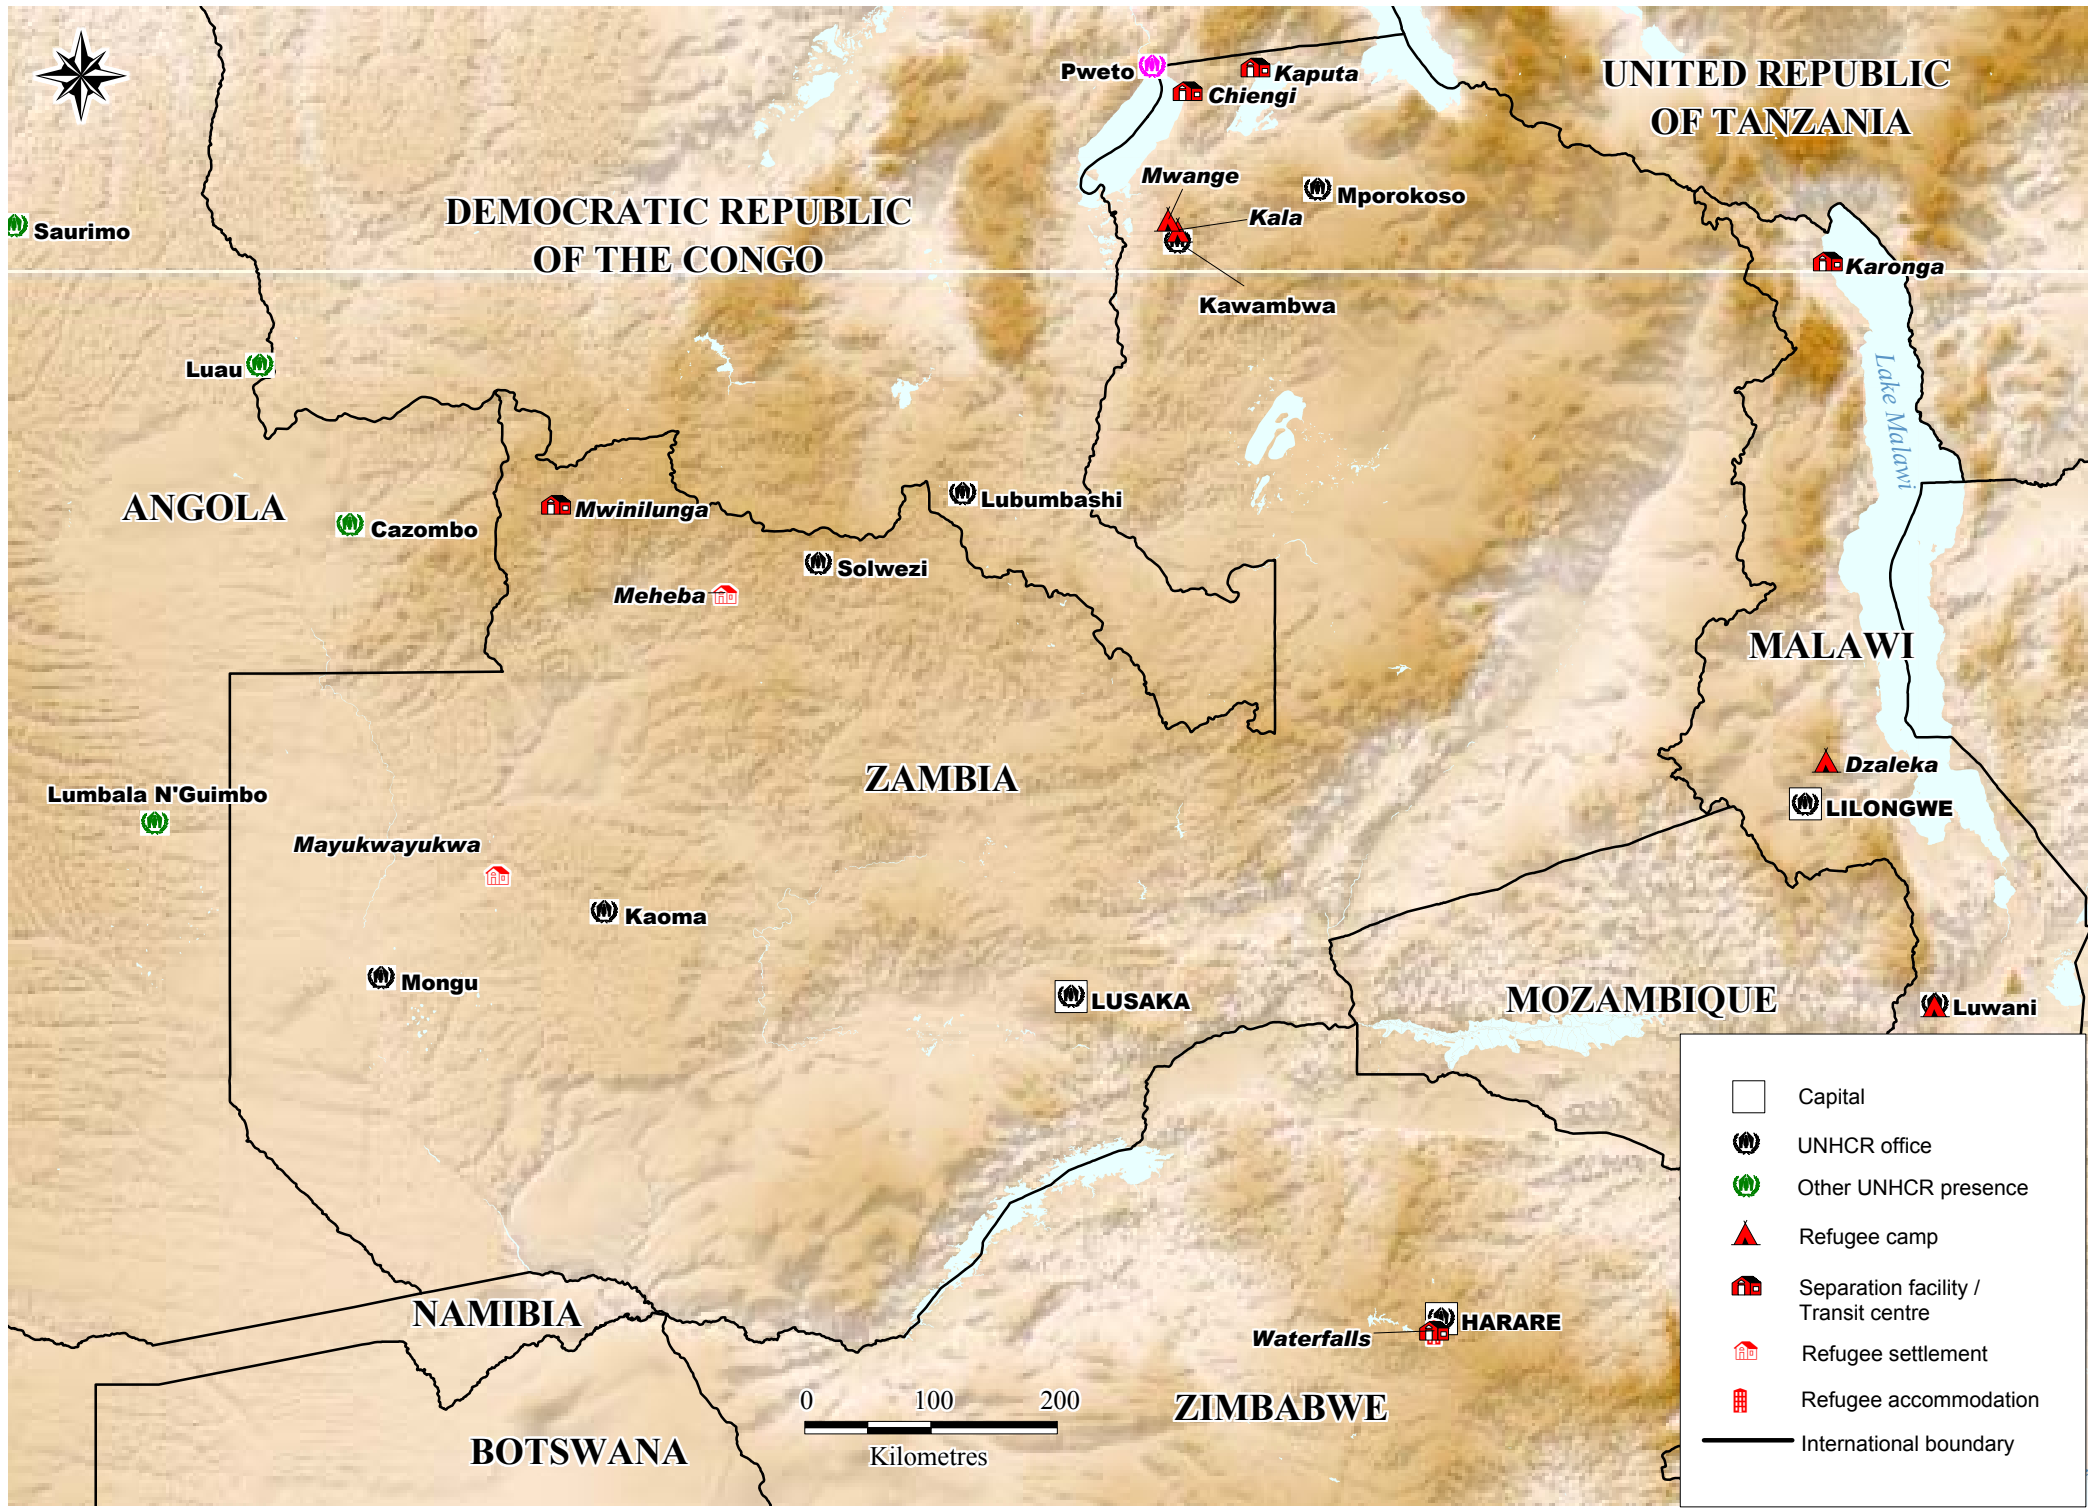 Pweto
Kaputa
Chiengi
UNITED REPUBLIC
OF TANZANIA
Mwange
Mporokoso
Kala
DEMOCRATIC REPUBLIC
OF THE CONGO
Saurimo
Karonga
Kawambwa
Luau
Lake Malawi
ANGOLA
Cazombo
Mwinilunga
Lubumbashi
Solwezi
Meheba
MALAWI
ZAMBIA
Dzaleka
LILONGWE
Lumbala N'Guimbo
Mayukwayukwa
Kaoma
Mongu
LUSAKA
MOZAMBIQUE
Luwani
NAMIBIA
HARARE
Waterfalls
ZIMBABWE
BOTSWANA
0 100 200
Kilometres
Capital
UNHCR office
Other UNHCR presence
Refugee camp
Separation facility /
Transit centre
Refugee settlement
Refugee accommodation
International boundary